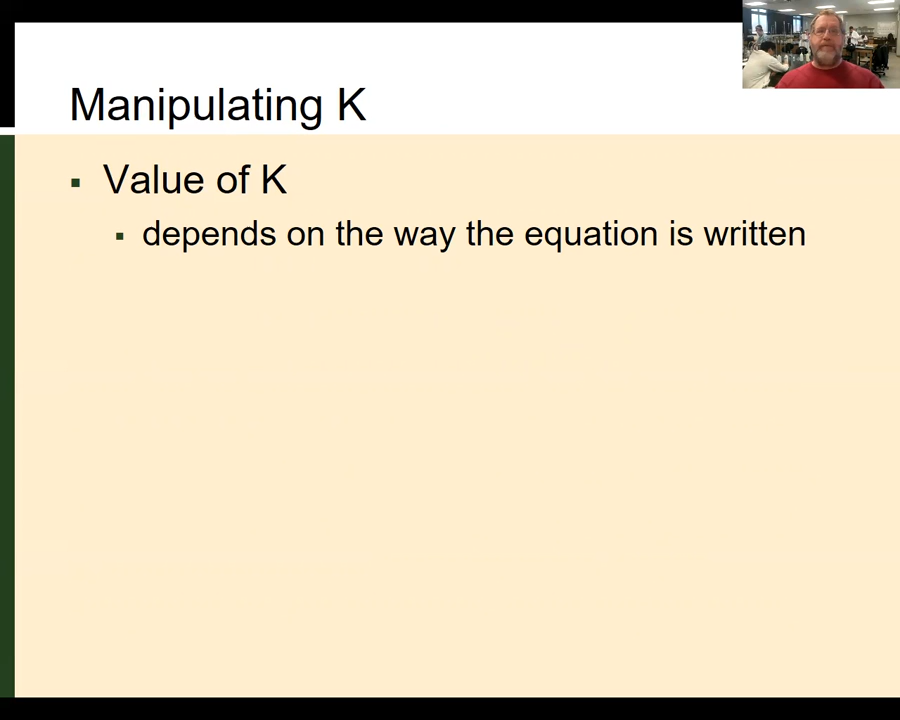 Manipulating K
Value of K
depends on the way the equation is written